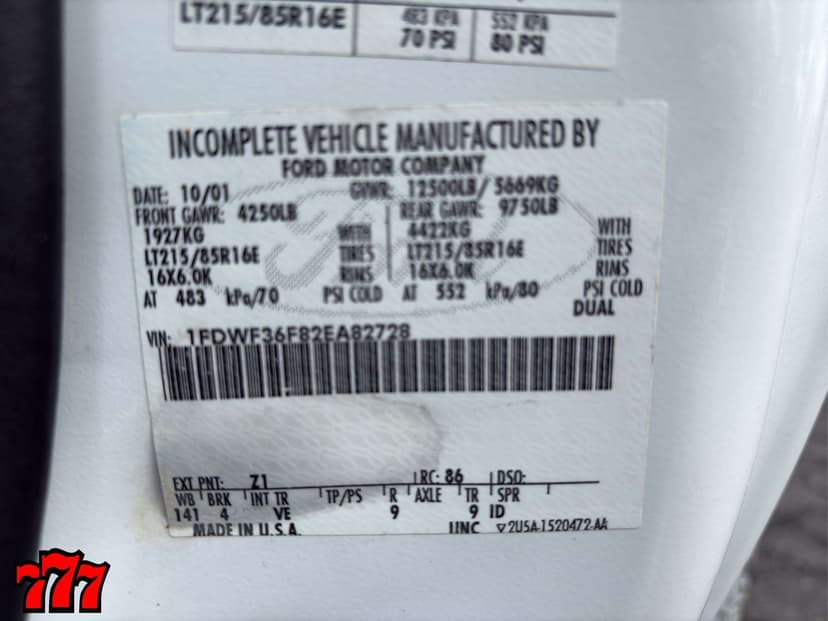 LT215/85R16E 483 KPA 552 KPA
70 PSI 80 PSI
INCOMPLETE VEHICLE MANUFACTURED BY
FORD MOTOR COMPANY
DATE: 10/01 GVWR: 12500LB/ 5669KG
FRONT GAWR: 4250LB REAR GAWR: 9750LB
1927KG WITH 4422KG WITH
LT215/85R16E TIRES LT215/85R16E TIRES
16X6.0K RIMS 16X6.0K RIMS
AT 483 kPa/70 PSI COLD AT 552 kPa/80 PSI COLD
DUAL
VIN: 1FDWF36F82EA82728
EXT PNT: Z1 RC: 86 DSO:
WB BRK INT TR TP/PS R AXLE TR SPR
141 4 VE 9 9 ID
MADE IN U.S.A. UNC ▽2U5A-1520472-AA
777